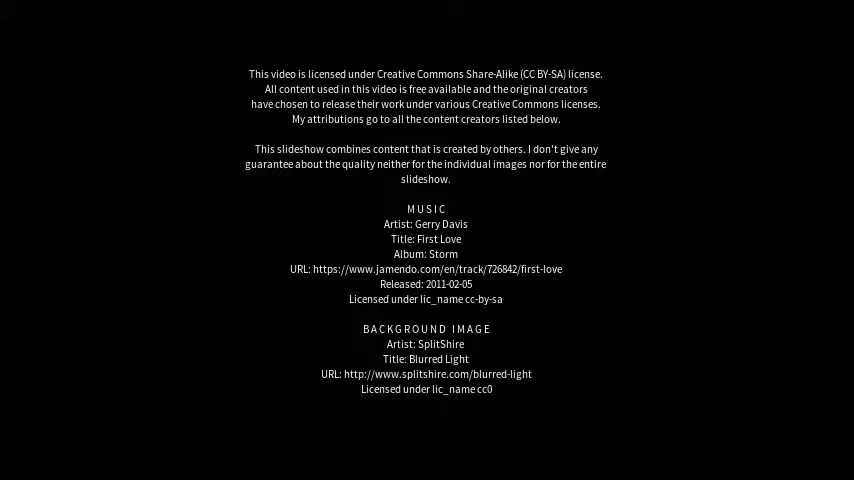 This video is licensed under Creative Commons Share-Alike (CC BY-SA) license.
All content used in this video is free available and the original creators
have chosen to release their work under various Creative Commons licenses.
My attributions go to all the content creators listed below.
This slideshow combines content that is created by others. I don't give any
guarantee about the quality neither for the individual images nor for the entire
slideshow.
MUSIC
Artist: Gerry Davis
Title: First Love
Album: Storm
URL: https://www.jamendo.com/en/track/726842/first-love
Released: 2011-02-05
Licensed under lic_name cc-by-sa
BACKGROUND IMAGE
Artist: SplitShire
Title: Blurred Light
URL: http://www.splitshire.com/blurred-light
Licensed under lic_name cc0